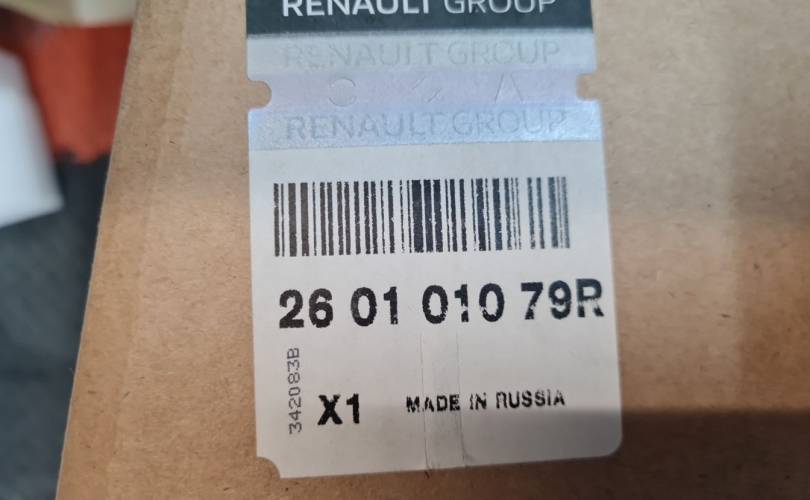 RENAULT GROUP
RENAULT GROUP
RENAULT GROUP
26 01 010 79R
342083B
X1 MADE IN RUSSIA